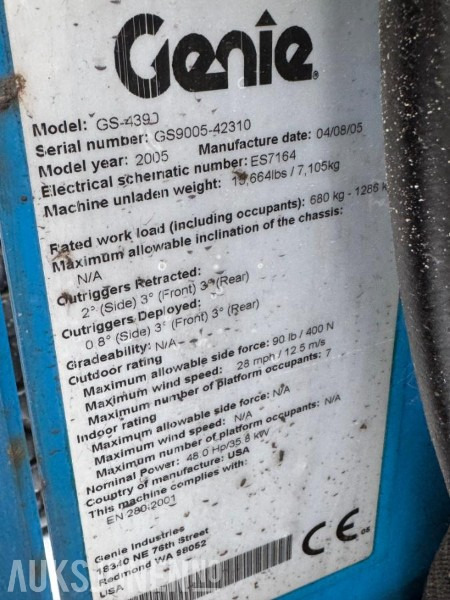 Genie
Model: GS-4390
Serial number: GS9005-42310
Model year: 2005 Manufacture date: 04/08/05
Electrical schematic number: ES7164
Machine unladen weight: 15,664lbs / 7,105kg
Rated work load (including occupants): 680 kg - 1286 k
Maximum allowable inclination of the chassis:
N/A
Outriggers Retracted:
2° (Side) 3° (Front) 3° (Rear)
Outriggers Deployed:
0.8° (Side) 3° (Front) 3° (Rear)
Gradeability: N/A
Outdoor rating
Maximum allowable side force: 90 lb / 400 N
Maximum wind speed: 28 mph / 12.5 m/s
Maximum number of platform occupants: 7
Indoor rating
Maximum allowable side force: N/A
Maximum wind speed: N/A
Maximum number of platform occupants: N/A
Nominal Power: 48.0 Hp/35.8 kW
Country of manufacture: USA
This machine complies with:
EN 280:2001
Genie Industries
18340 NE 76th Street
Redmond WA 98052
USA
CE 05